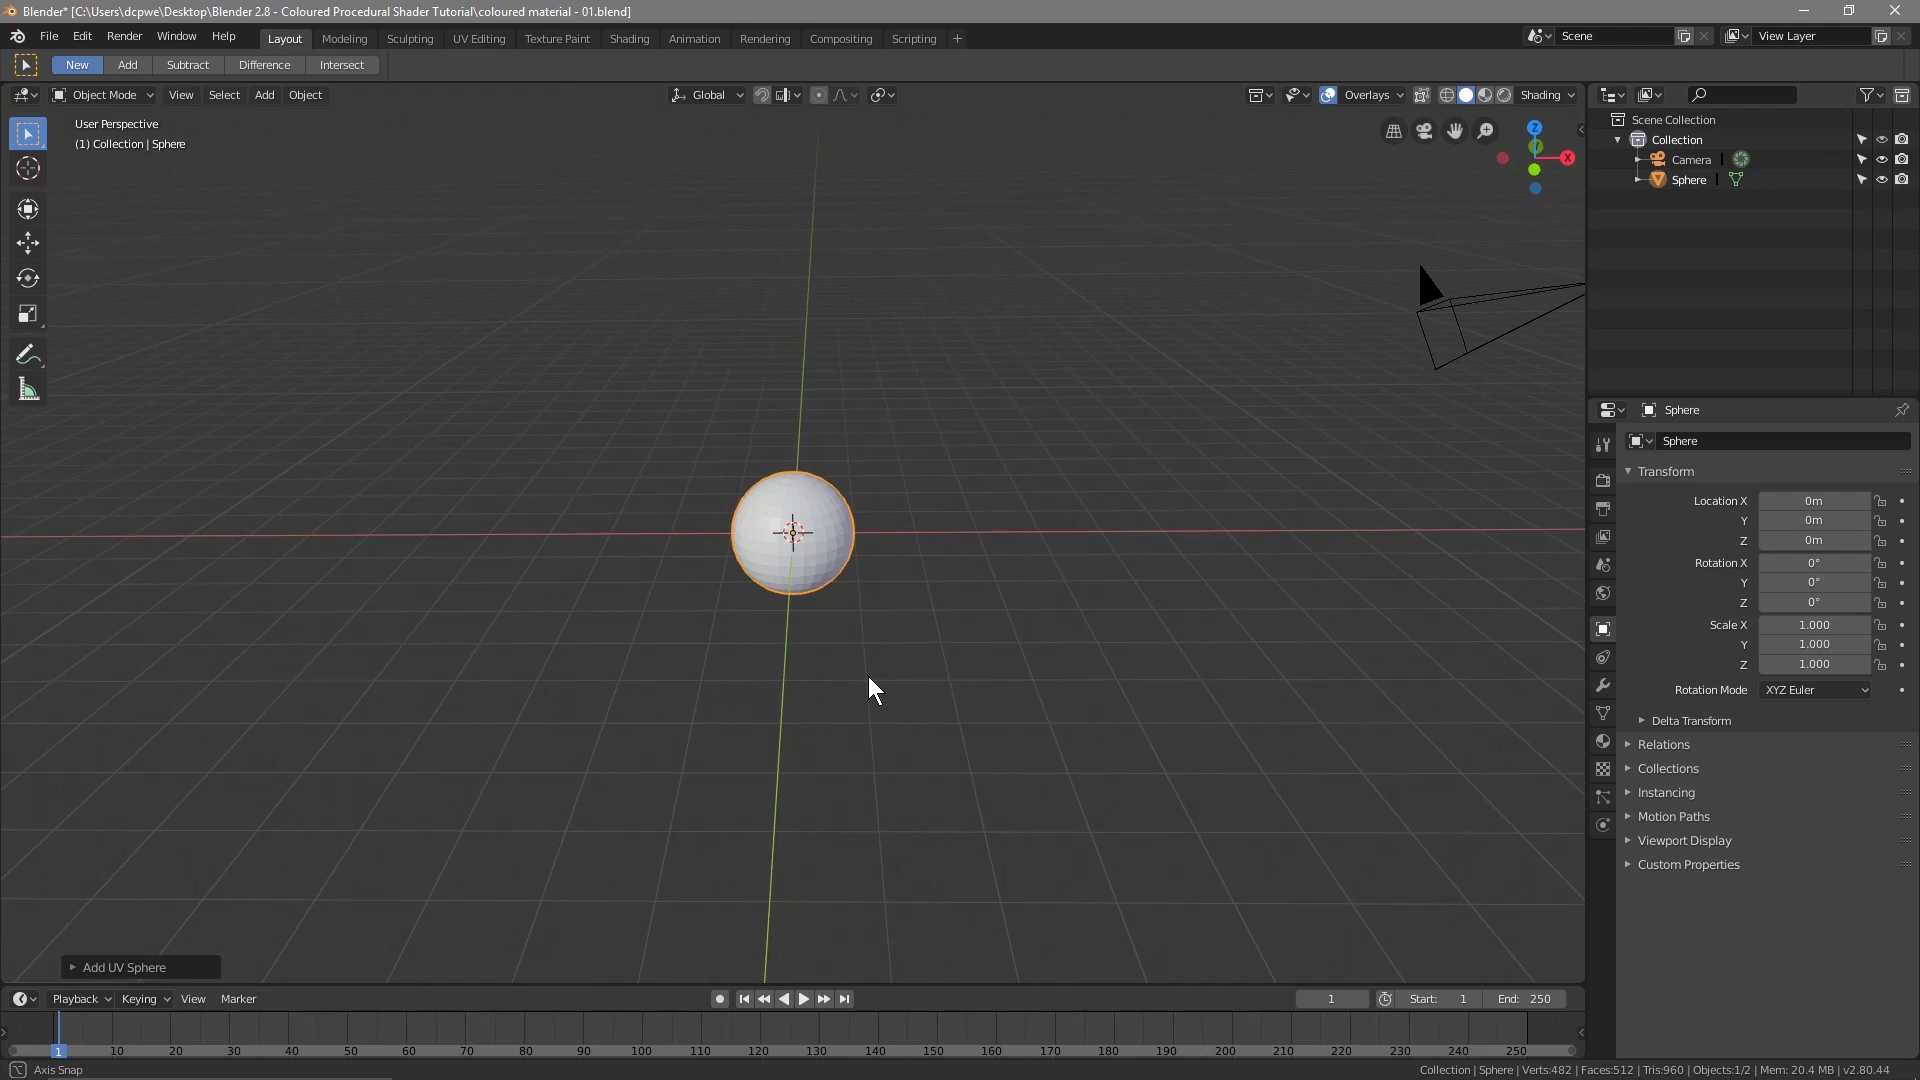 Blender* [C:\Users\dcpwe\Desktop\Blender 2.8 - Coloured Procedural Shader Tutorial\coloured material - 01.blend]
File Edit Render Window Help Layout Modeling Sculpting UV Editing Texture Paint Shading Animation Rendering Compositing Scripting + Scene View Layer
New Add Subtract Difference Intersect
Object Mode View Select Add Object Global Overlays Shading
User Perspective
(1) Collection | Sphere
Z
X
Y
Scene Collection
Collection
Camera
Sphere
Sphere
Sphere
Transform
Location X 0m
Y 0m
Z 0m
Rotation X 0°
Y 0°
Z 0°
Scale X 1.000
Y 1.000
Z 1.000
Rotation Mode XYZ Euler
Delta Transform
Relations
Collections
Instancing
Motion Paths
Viewport Display
Custom Properties
Add UV Sphere
Playback Keying View Marker 1 Start: 1 End: 250
1 10 20 30 40 50 60 70 80 90 100 110 120 130 140 150 160 170 180 190 200 210 220 230 240 250
Axis Snap Collection | Sphere | Verts:482 | Faces:512 | Tris:960 | Objects:1/2 | Mem: 20.4 MB | v2.80.44